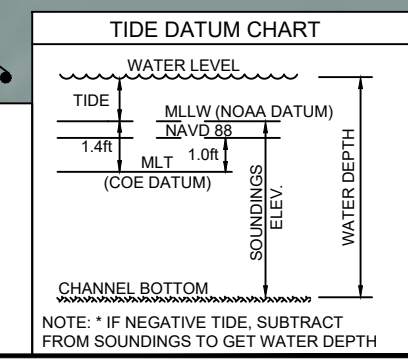 TIDE DATUM CHART
WATER LEVEL
TIDE
MLLW (NOAA DATUM)
NAVD 88
1.4ft
1.0ft
MLT
(COE DATUM)
SOUNDINGS
ELEV.
WATER DEPTH
CHANNEL BOTTOM
NOTE: * IF NEGATIVE TIDE, SUBTRACT
FROM SOUNDINGS TO GET WATER DEPTH